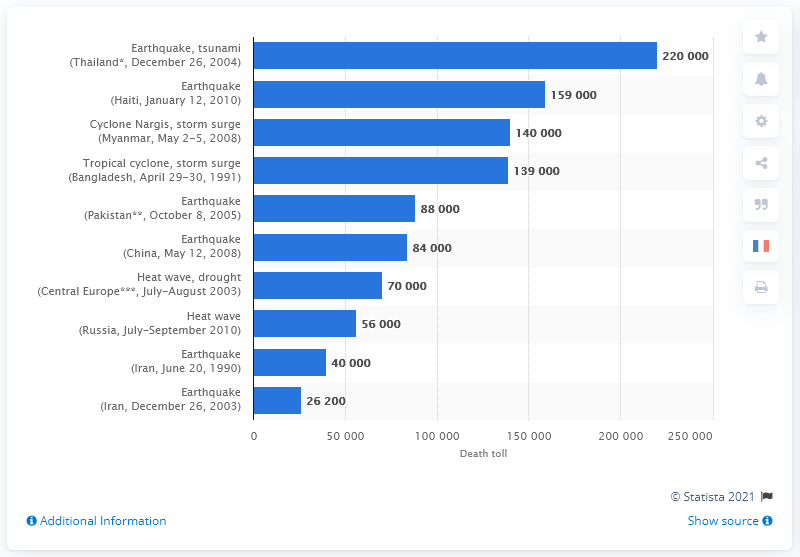 Earthquake, tsunami
(Thailand*, December 26, 2004)
220 000
Earthquake
(Haiti, January 12, 2010)
159 000
Cyclone Nargis, storm surge
(Myanmar, May 2-5, 2008)
140 000
Tropical cyclone, storm surge
(Bangladesh, April 29-30, 1991)
139 000
Earthquake
(Pakistan**, October 8, 2005)
88 000
Earthquake
(China, May 12, 2008)
84 000
Heat wave, drought
(Central Europe***, July-August 2003)
70 000
Heat wave
(Russia, July-September 2010)
56 000
Earthquake
(Iran, June 20, 1990)
40 000
Earthquake
(Iran, December 26, 2003)
26 200
0 50 000 100 000 150 000 200 000 250 000
Death toll
© Statista 2021
Additional Information
Show source